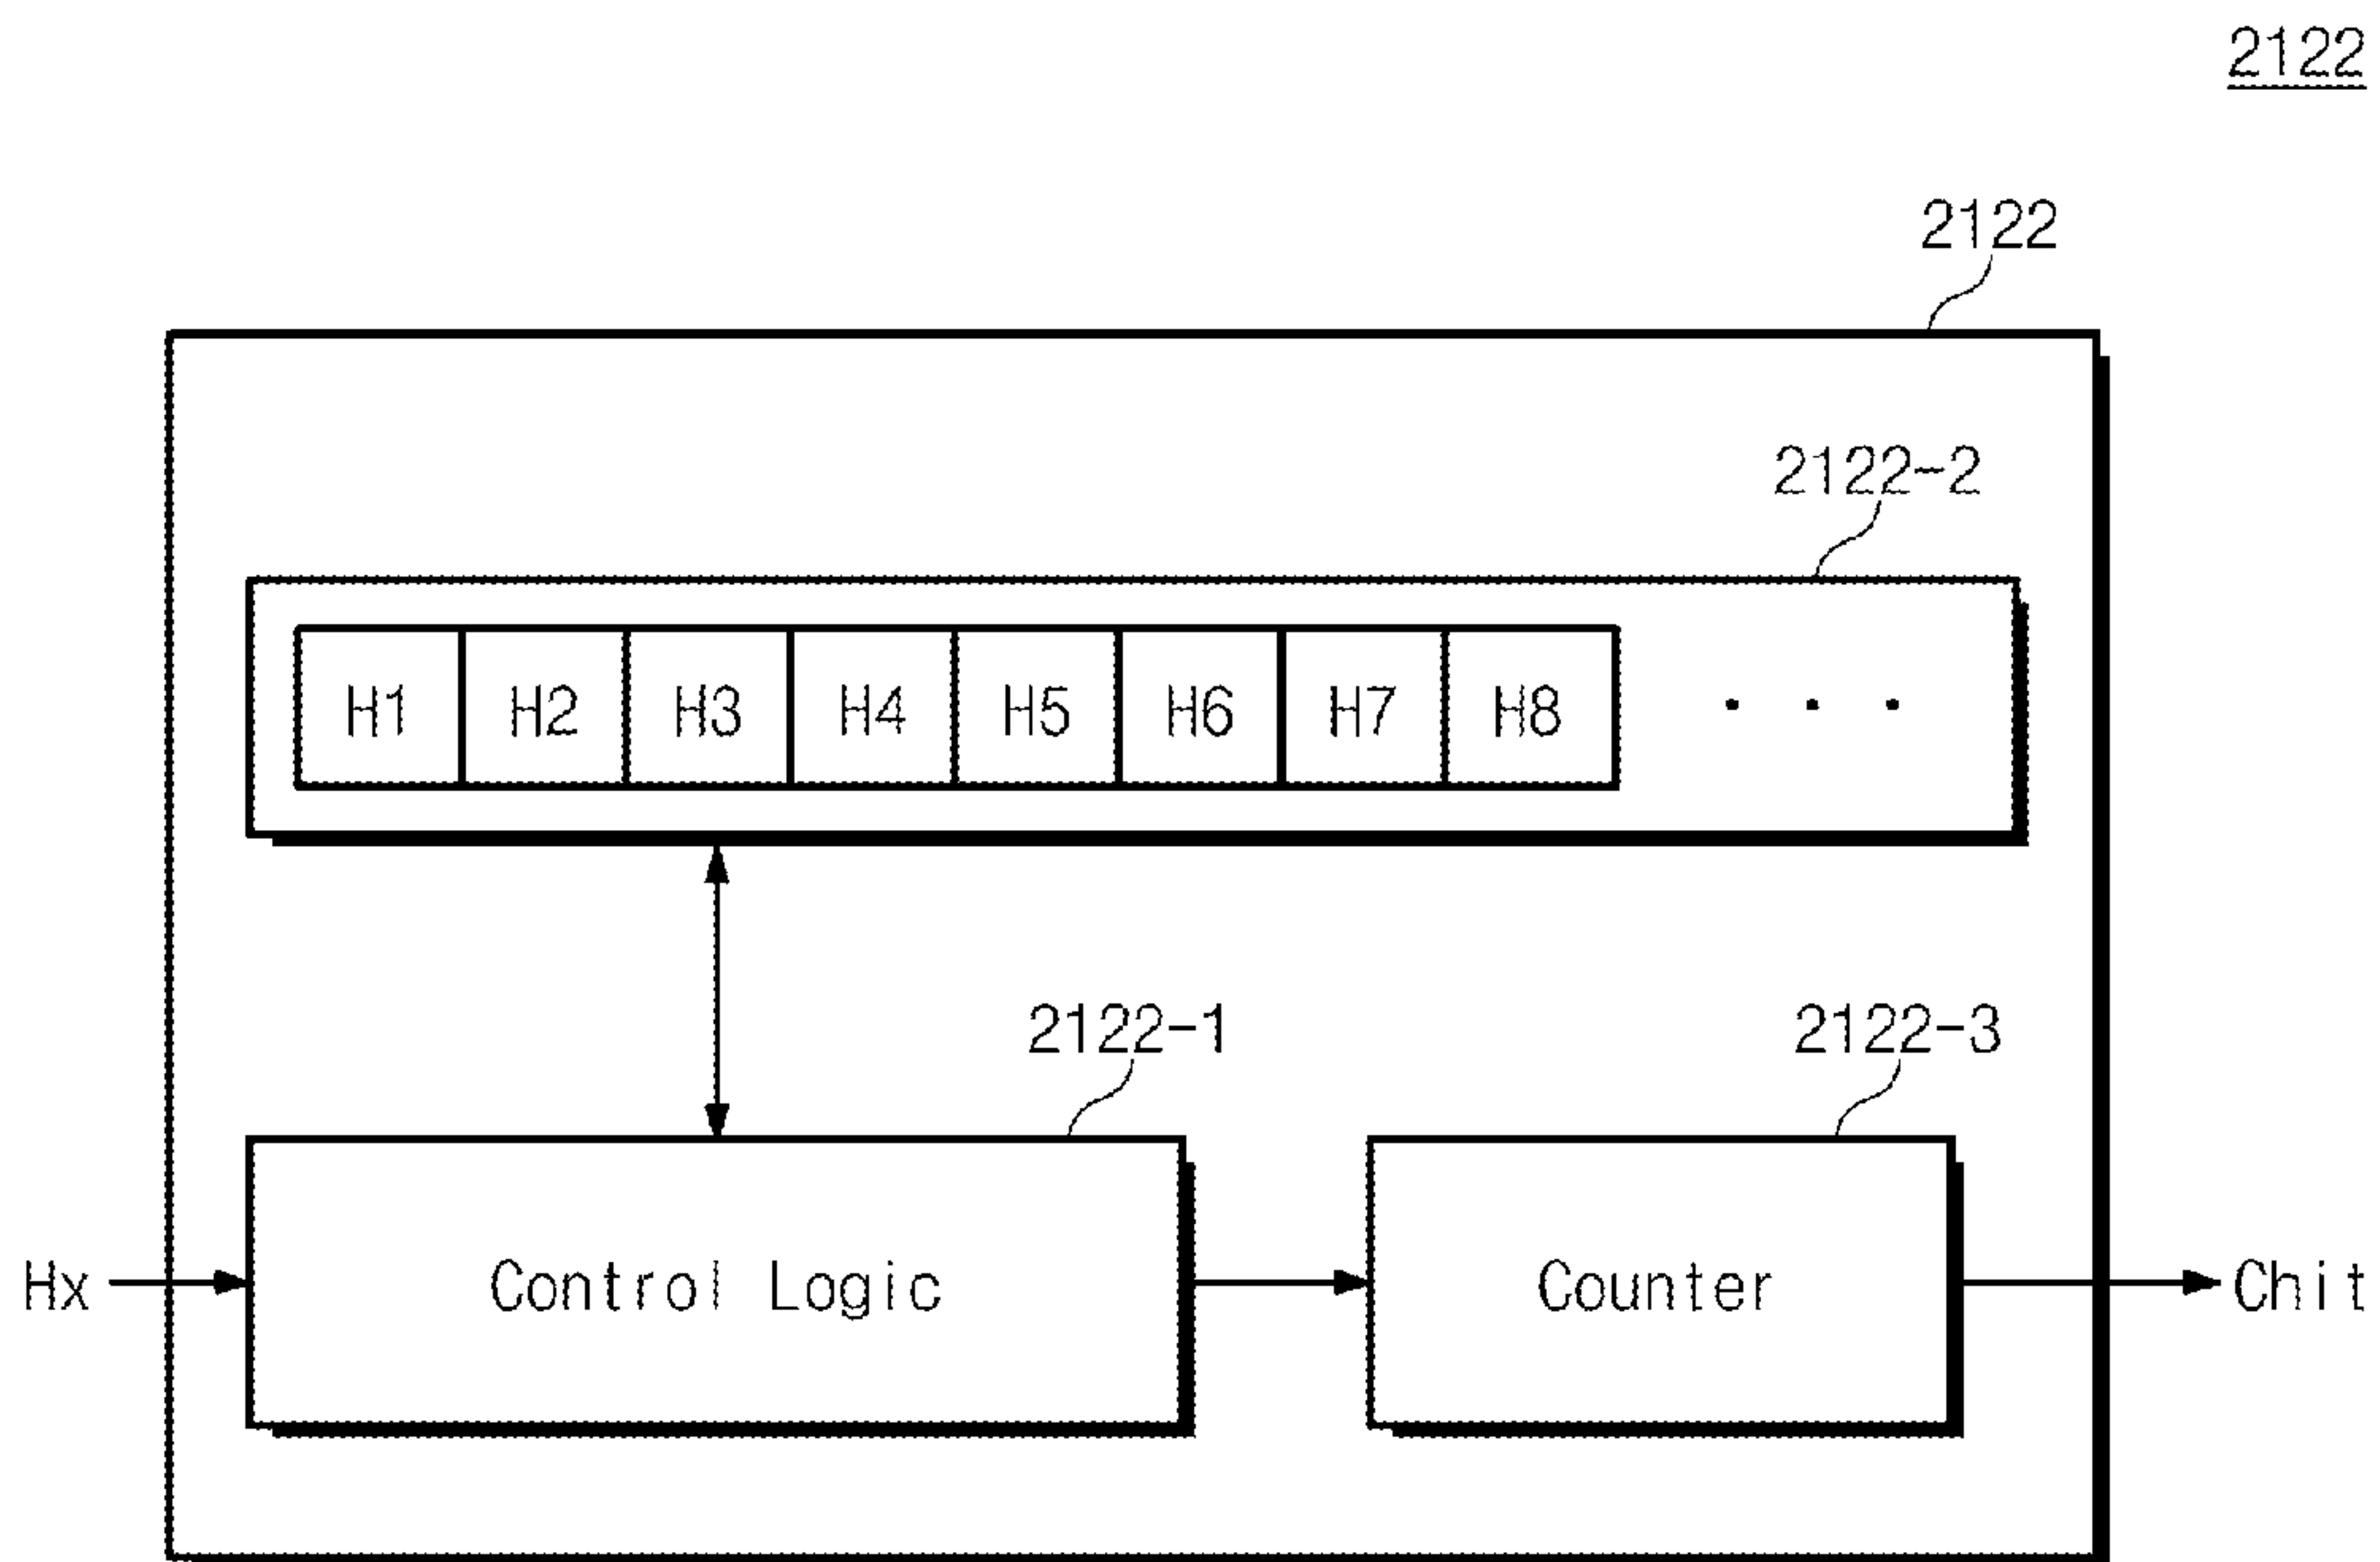 2122
2122
2122-2
H1 H2 H3 H4 H5 H6 H7 H8 . . .
2122-1 2122-3
Hx Control Logic Counter Chit